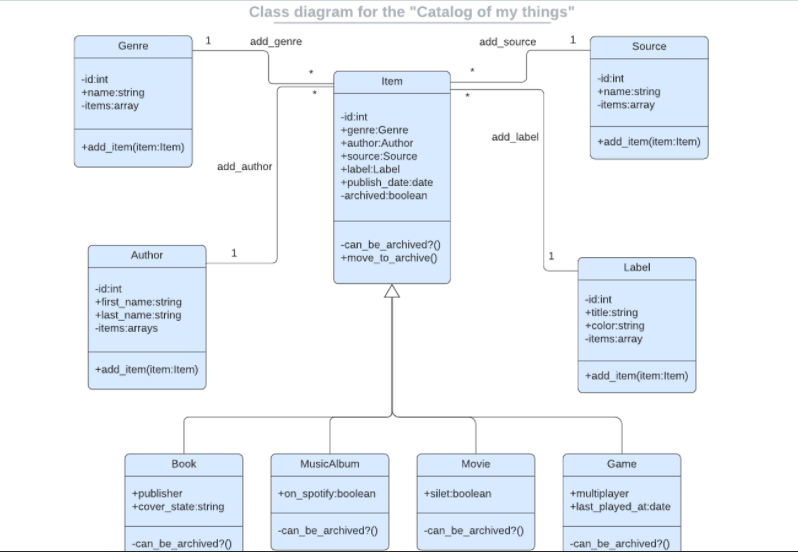 Class diagram for the "Catalog of my things"
Genre
-id:int
+name:string
-items:array
+add_item(item:Item)
1
add_genre
*
*
add_author
1
Author
-id:int
+first_name:string
+last_name:string
-items:arrays
+add_item(item:Item)
Item
-id:int
+genre:Genre
+author:Author
+source:Source
+label:Label
+publish_date:date
-archived:boolean
-can_be_archived?()
+move_to_archive()
add_source
1
*
*
add_label
1
Source
-id:int
+name:string
-items:array
+add_item(item:Item)
Label
-id:int
+title:string
+color:string
-items:array
+add_item(item:Item)
Book
+publisher
+cover_state:string
-can_be_archived?()
MusicAlbum
+on_spotify:boolean
-can_be_archived?()
Movie
+silet:boolean
-can_be_archived?()
Game
+multiplayer
+last_played_at:date
-can_be_archived?()